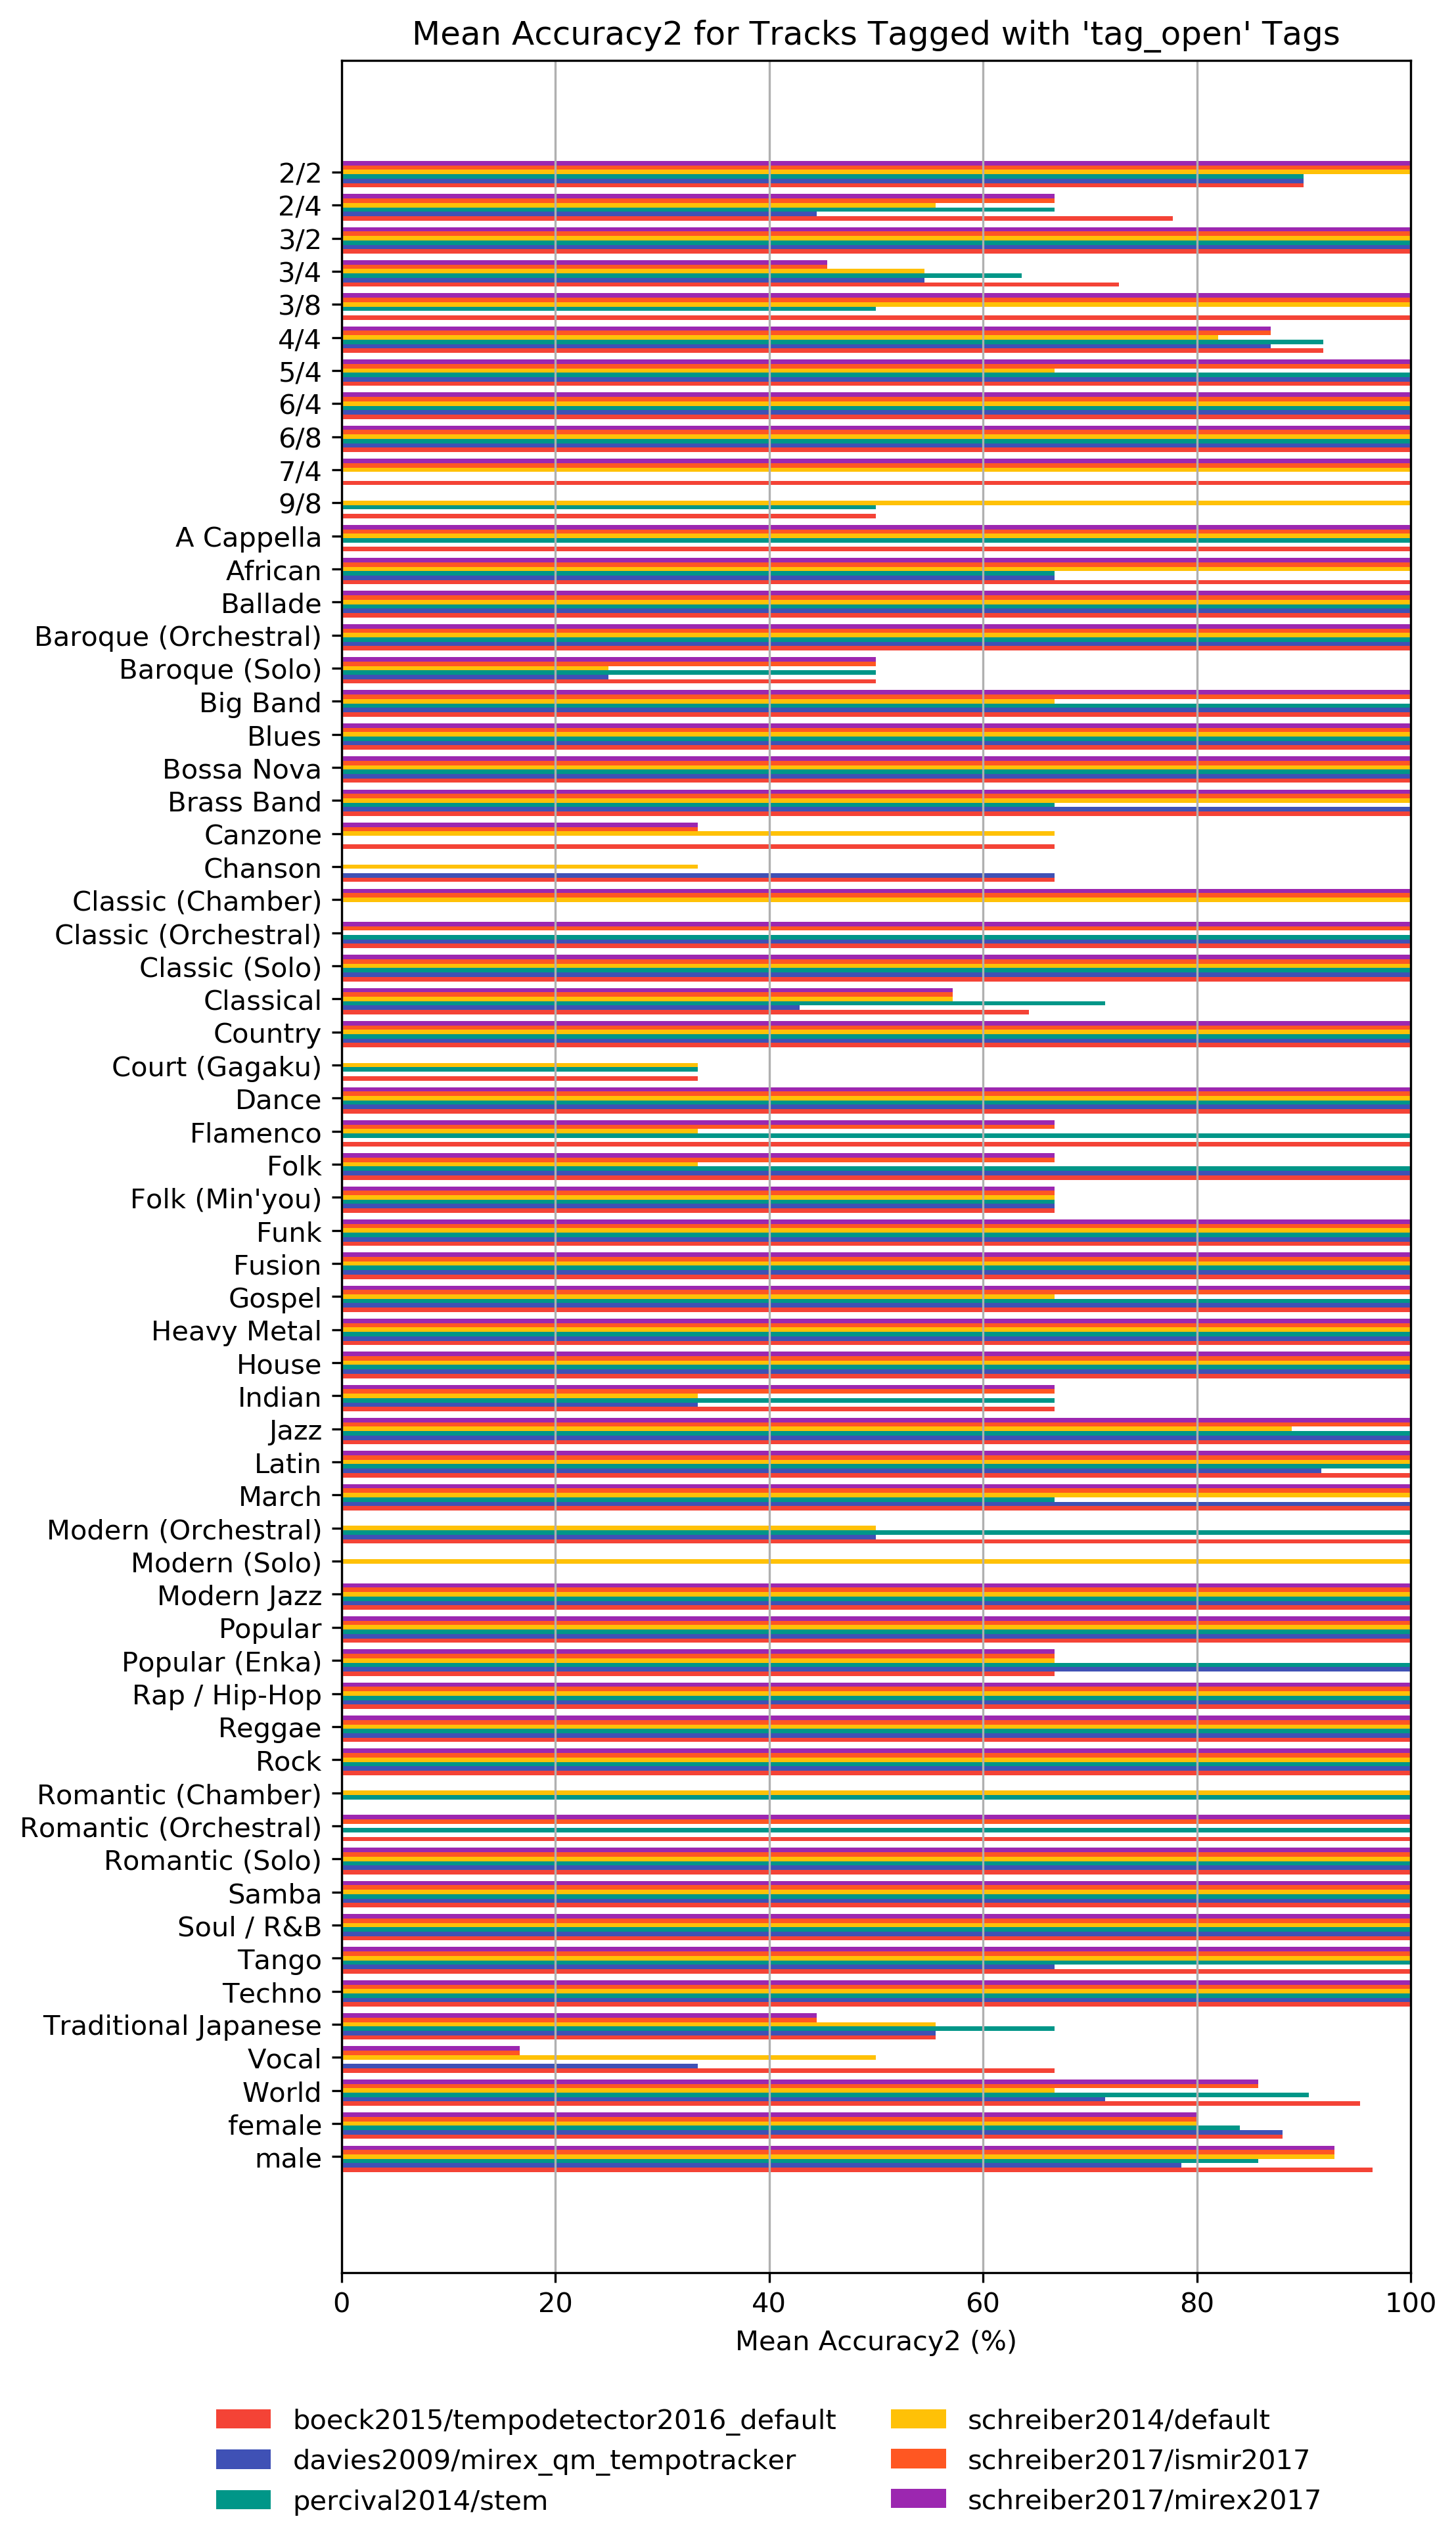 Mean Accuracy2 for Tracks Tagged with 'tag_open' Tags
2/2
2/4
3/2
3/4
3/8
4/4
5/4
6/4
6/8
7/4
9/8
A Cappella
African
Ballade
Baroque (Orchestral)
Baroque (Solo)
Big Band
Blues
Bossa Nova
Brass Band
Canzone
Chanson
Classic (Chamber)
Classic (Orchestral)
Classic (Solo)
Classical
Country
Court (Gagaku)
Dance
Flamenco
Folk
Folk (Min'you)
Funk
Fusion
Gospel
Heavy Metal
House
Indian
Jazz
Latin
March
Modern (Orchestral)
Modern (Solo)
Modern Jazz
Popular
Popular (Enka)
Rap / Hip-Hop
Reggae
Rock
Romantic (Chamber)
Romantic (Orchestral)
Romantic (Solo)
Samba
Soul / R&B
Tango
Techno
Traditional Japanese
Vocal
World
female
male
0 20 40 60 80 100
Mean Accuracy2 (%)
boeck2015/tempodetector2016_default
davies2009/mirex_qm_tempotracker
percival2014/stem
schreiber2014/default
schreiber2017/ismir2017
schreiber2017/mirex2017